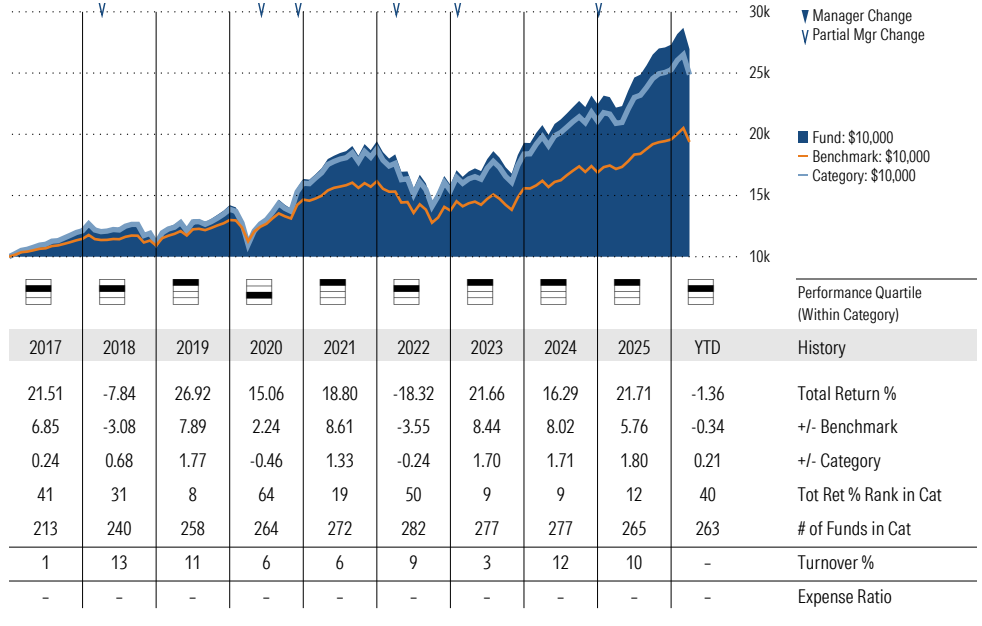 30k
Manager Change
Partial Mgr Change
25k
20k
Fund: $10,000
Benchmark: $10,000
Category: $10,000
15k
10k
Performance Quartile
(Within Category)
2017 2018 2019 2020 2021 2022 2023 2024 2025 YTD History
21.51 -7.84 26.92 15.06 18.80 -18.32 21.66 16.29 21.71 -1.36 Total Return %
6.85 -3.08 7.89 2.24 8.61 -3.55 8.44 8.02 5.76 -0.34 +/- Benchmark
0.24 0.68 1.77 -0.46 1.33 -0.24 1.70 1.71 1.80 0.21 +/- Category
41 31 8 64 19 50 9 9 12 40 Tot Ret % Rank in Cat
213 240 258 264 272 282 277 277 265 263 # of Funds in Cat
1 13 11 6 6 9 3 12 10 – Turnover %
– – – – – – – – – – Expense Ratio